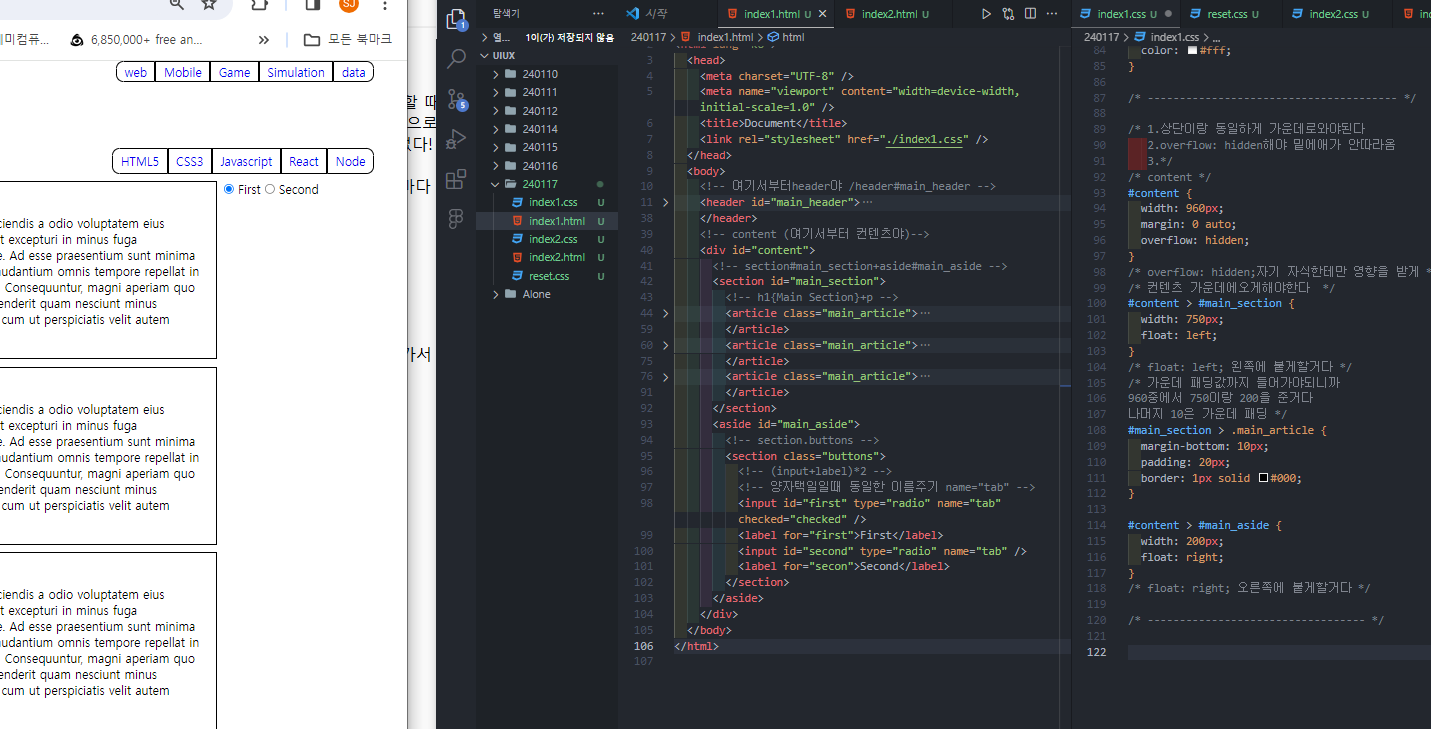 6,850,000+ free an...
»
모든 북마크
web
Mobile
Game
Simulation
data
HTML5
CSS3
Javascript
React
Node
First
Second
ciendis a odio voluptatem eius
t excepturi in minus fuga
e. Ad esse praesentium sunt minima
udantium omnis tempore repellat in
Consequuntur, magni aperiam quo
enderit quam nesciunt minus
cum ut perspiciatis velit autem
ciendis a odio voluptatem eius
t excepturi in minus fuga
e. Ad esse praesentium sunt minima
udantium omnis tempore repellat in
Consequuntur, magni aperiam quo
enderit quam nesciunt minus
cum ut perspiciatis velit autem
ciendis a odio voluptatem eius
t excepturi in minus fuga
e. Ad esse praesentium sunt minima
udantium omnis tempore repellat in
Consequuntur, magni aperiam quo
enderit quam nesciunt minus
cum ut perspiciatis velit autem
탐색기
열... 1이(가) 저장되지 않음
UIUX
240110
240111
240112
240114
240115
240116
240117
index1.css U
index1.html U
index2.css U
index2.html U
reset.css U
Alone
시작
index1.html U
index2.html U
240117 > index1.html > html
3 <head>
4 <meta charset="UTF-8" />
5 <meta name="viewport" content="width=device-width,
initial-scale=1.0" />
6 <title>Document</title>
7 <link rel="stylesheet" href="./index1.css" />
8 </head>
9 <body>
10 <!-- 여기서부터header야 /header#main_header -->
11 <header id="main_header">…
38 </header>
39 <!-- content (여기서부터 컨텐츠야)-->
40 <div id="content">
41 <!-- section#main_section+aside#main_aside -->
42 <section id="main_section">
43 <!-- h1{Main Section}+p -->
44 <article class="main_article">…
59 </article>
60 <article class="main_article">…
75 </article>
76 <article class="main_article">…
91 </article>
92 </section>
93 <aside id="main_aside">
94 <!-- section.buttons -->
95 <section class="buttons">
96 <!-- (input+label)*2 -->
97 <!-- 양자택일일때 동일한 이름주기 name="tab" -->
98 <input id="first" type="radio" name="tab"
checked="checked" />
99 <label for="first">First</label>
100 <input id="second" type="radio" name="tab" />
101 <label for="secon">Second</label>
102 </section>
103 </aside>
104 </div>
105 </body>
106 </html>
107
index1.css U
reset.css U
index2.css U
240117 > index1.css > ...
84 color: #fff;
85 }
86
87 /* --------------------------------------- */
88
89 /* 1.상단이랑 동일하게 가운데로와야된다
90 2.overflow: hidden해야 밑에애가 안따라옴
91 3.*/
92 /* content */
93 #content {
94 width: 960px;
95 margin: 0 auto;
96 overflow: hidden;
97 }
98 /* overflow: hidden;자기 자식한테만 영향을 받게 *
99 /* 컨텐츠 가운데에오게해야한다 */
100 #content > #main_section {
101 width: 750px;
102 float: left;
103 }
104 /* float: left; 왼쪽에 붙게할거다 */
105 /* 가운데 패딩값까지 들어가야되니까
106 960중에서 750이랑 200을 준거다
107 나머지 10은 가운데 패딩 */
108 #main_section > .main_article {
109 margin-bottom: 10px;
110 padding: 20px;
111 border: 1px solid #000;
112 }
113
114 #content > #main_aside {
115 width: 200px;
116 float: right;
117 }
118 /* float: right; 오른쪽에 붙게할거다 */
119
120 /* ---------------------------------- */
121
122